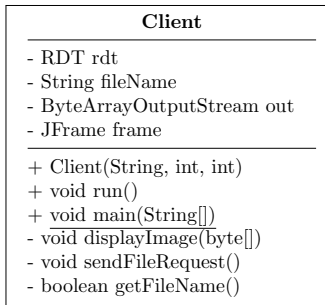 Client
- RDT rdt
- String fileName
- ByteArrayOutputStream out
- JFrame frame
+ Client(String, int, int)
+ void run()
+ void main(String[])
- void displayImage(byte[])
- void sendFileRequest()
- boolean getFileName()